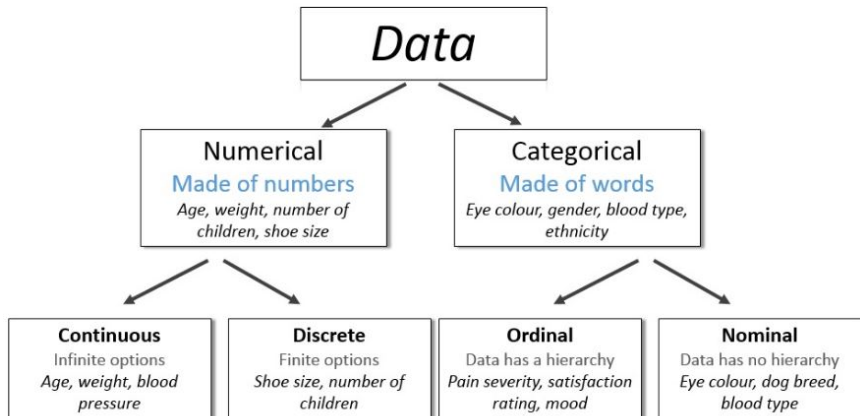 Data
Numerical
Made of numbers
Age, weight, number of
children, shoe size
Categorical
Made of words
Eye colour, gender, blood type,
ethnicity
Continuous
Infinite options
Age, weight, blood
pressure
Discrete
Finite options
Shoe size, number of
children
Ordinal
Data has a hierarchy
Pain severity, satisfaction
rating, mood
Nominal
Data has no hierarchy
Eye colour, dog breed,
blood type